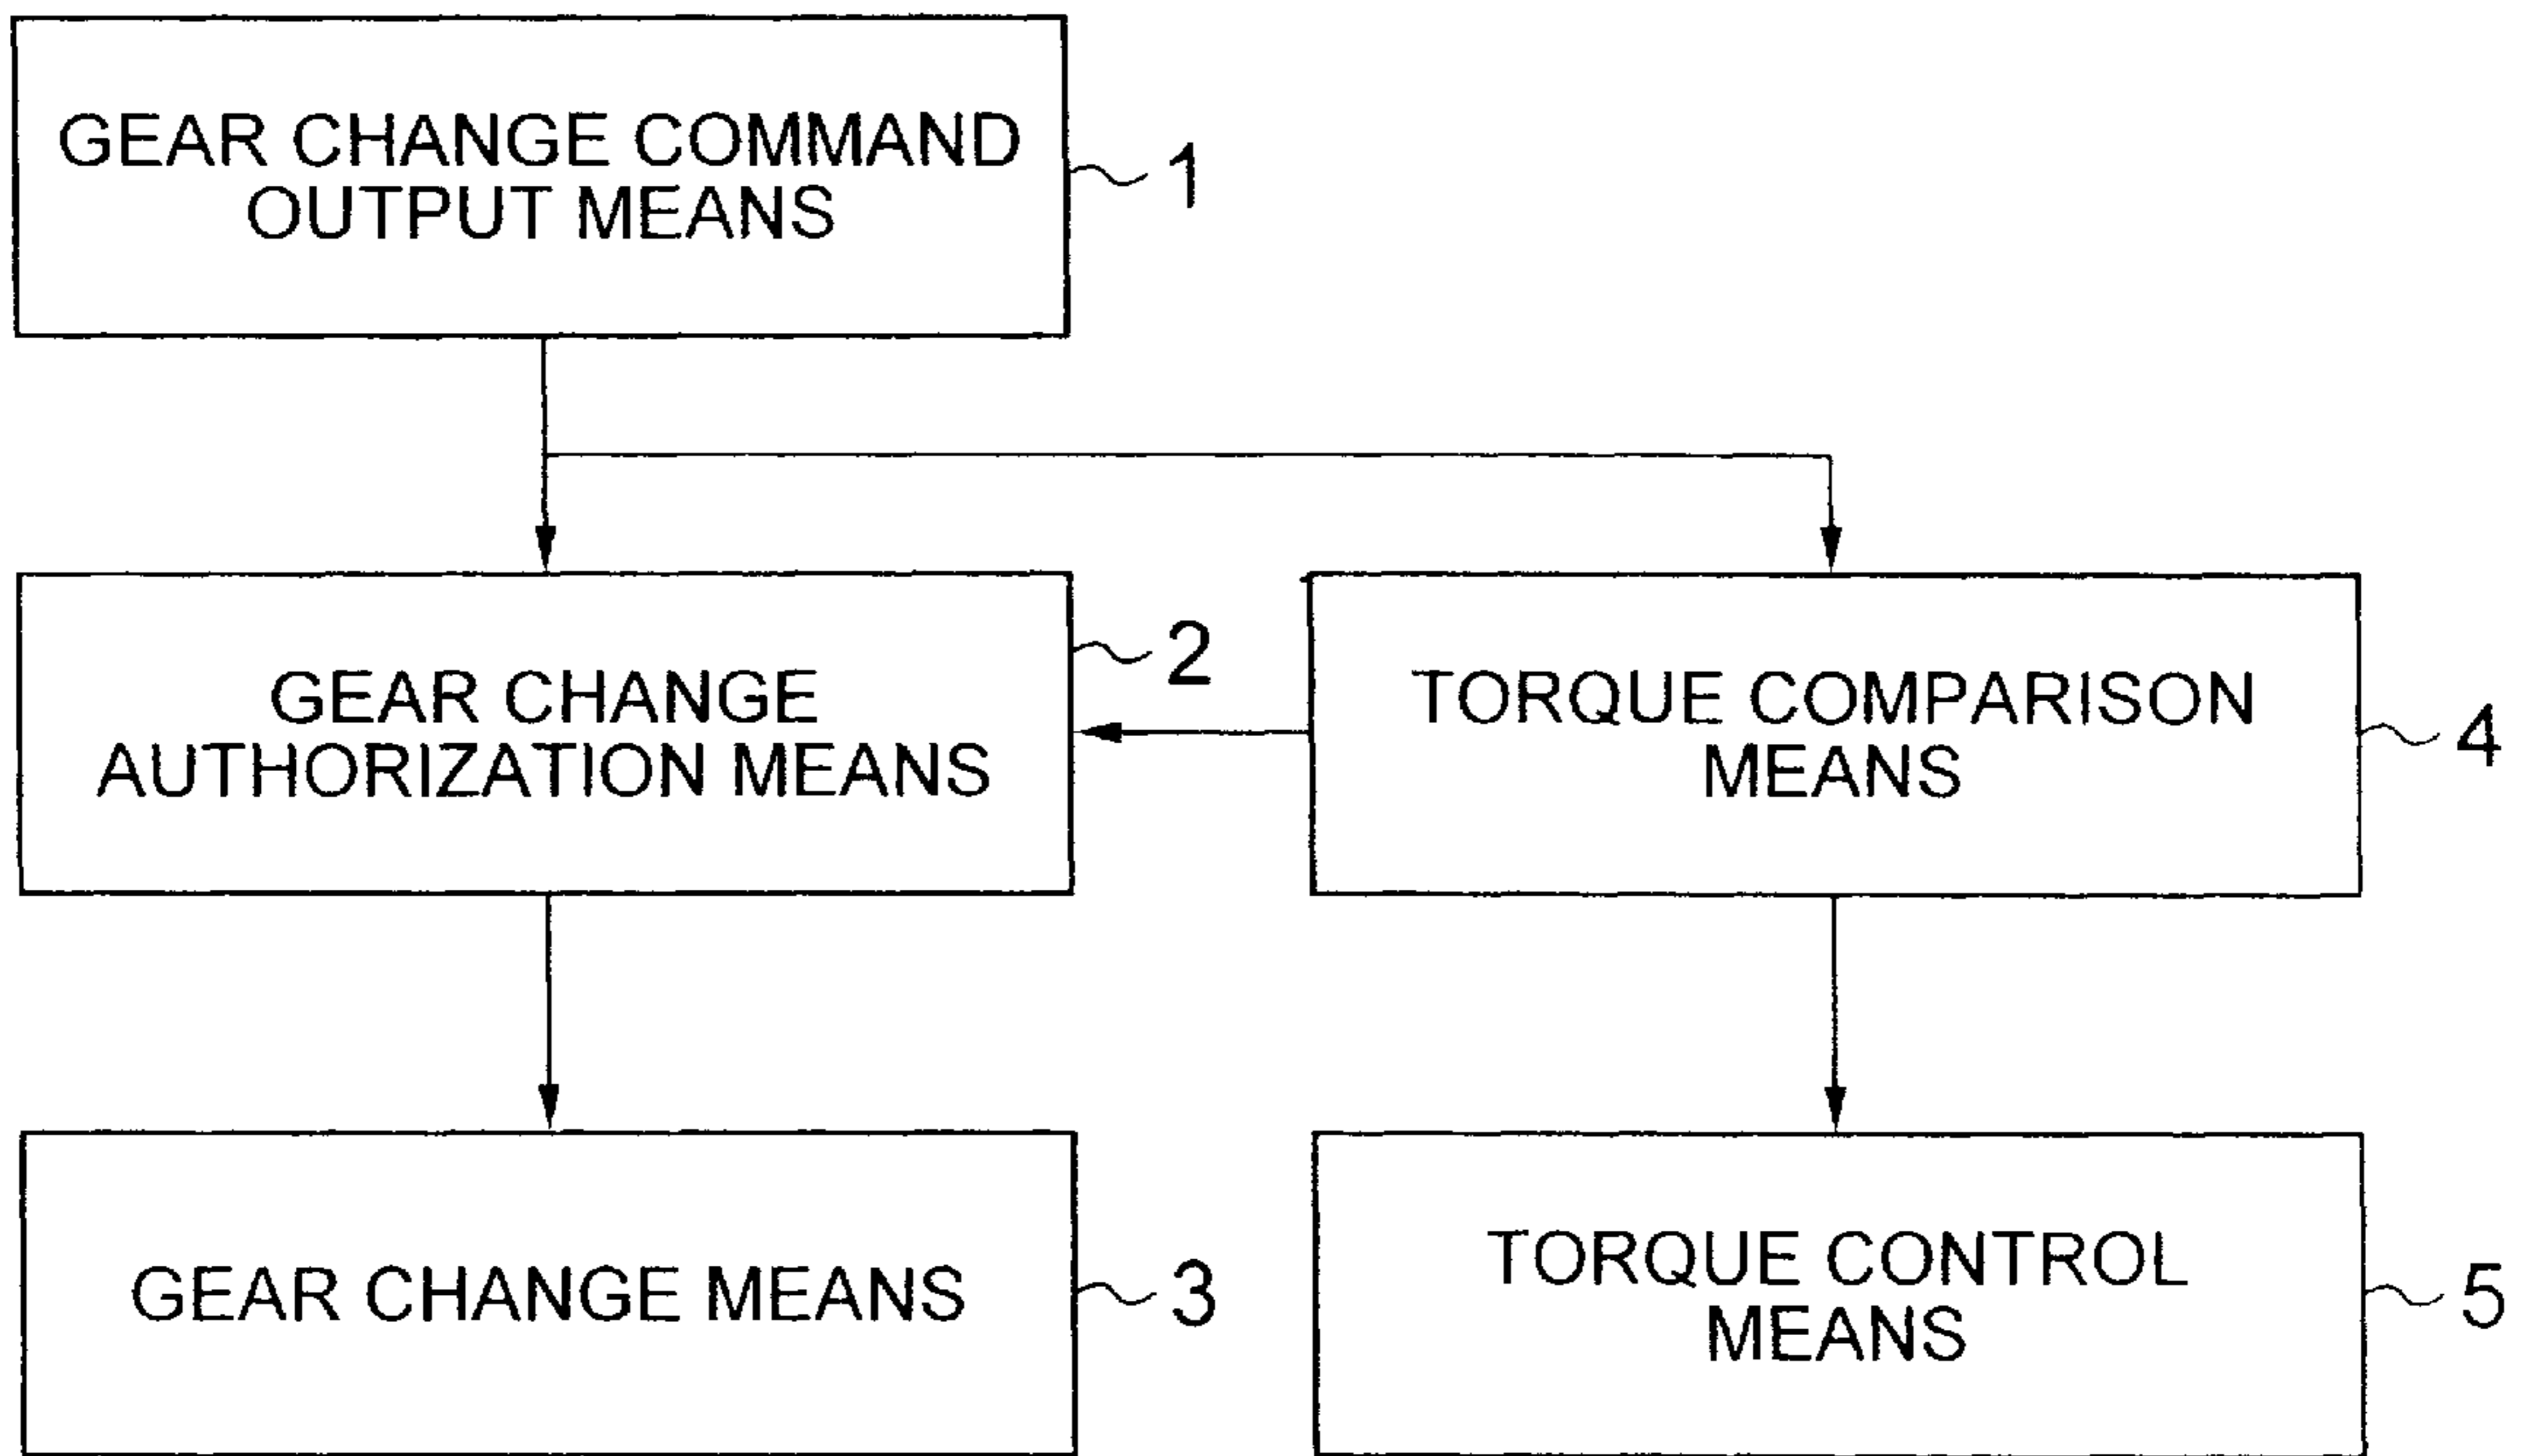 GEAR CHANGE COMMAND
OUTPUT MEANS
1
GEAR CHANGE
AUTHORIZATION MEANS
2
TORQUE COMPARISON
MEANS
4
GEAR CHANGE MEANS
3
TORQUE CONTROL
MEANS
5